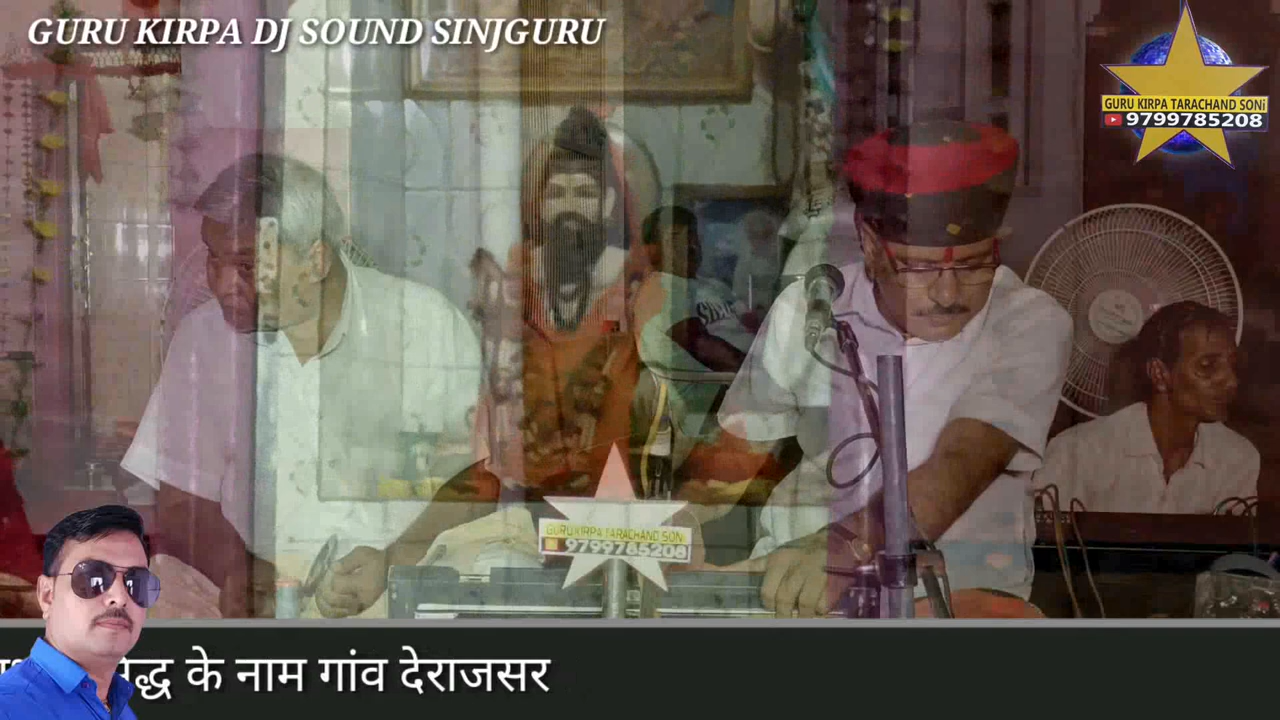 GURU KIRPA DJ SOUND SINJGURU
GURU KIRPA TARACHAND SONi
9799785208
GURU KIRPA TARACHAND SONi
9799785208
के नाम गांव देराजसर